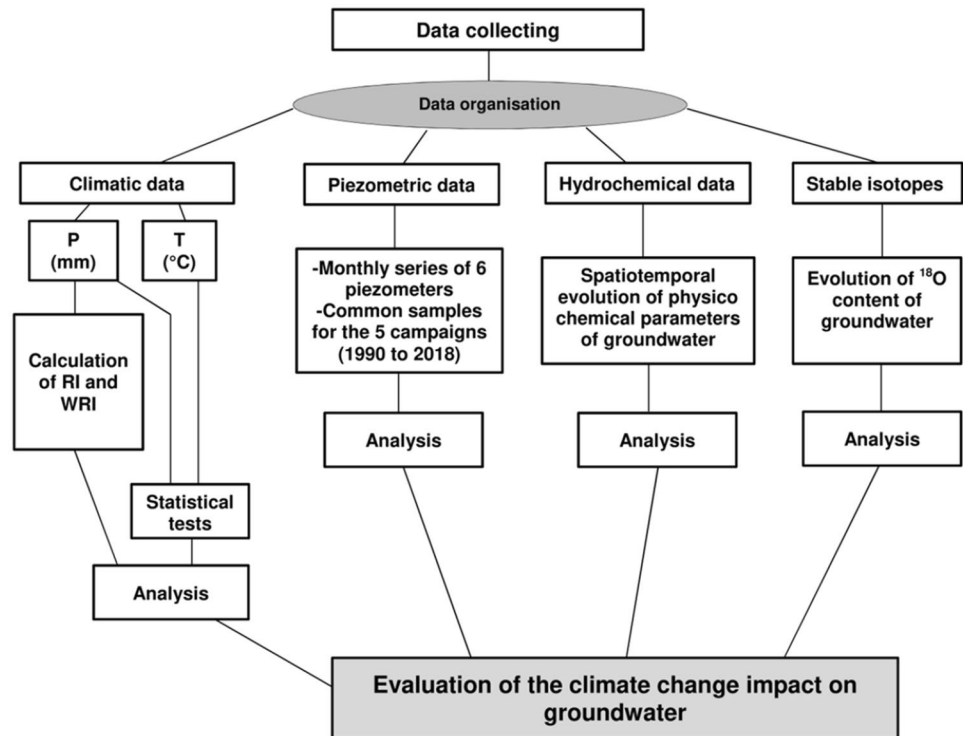 Data collecting
Data organisation
Climatic data
Piezometric data
Hydrochemical data
Stable isotopes
P
(mm)
T
(°C)
-Monthly series of 6
piezometers
-Common samples
for the 5 campaigns
(1990 to 2018)
Spatiotemporal
evolution of physico
chemical parameters
of groundwater
Evolution of ¹⁸O
content of
groundwater
Calculation
of RI and
WRI
Analysis
Analysis
Analysis
Statistical
tests
Analysis
Evaluation of the climate change impact on
groundwater